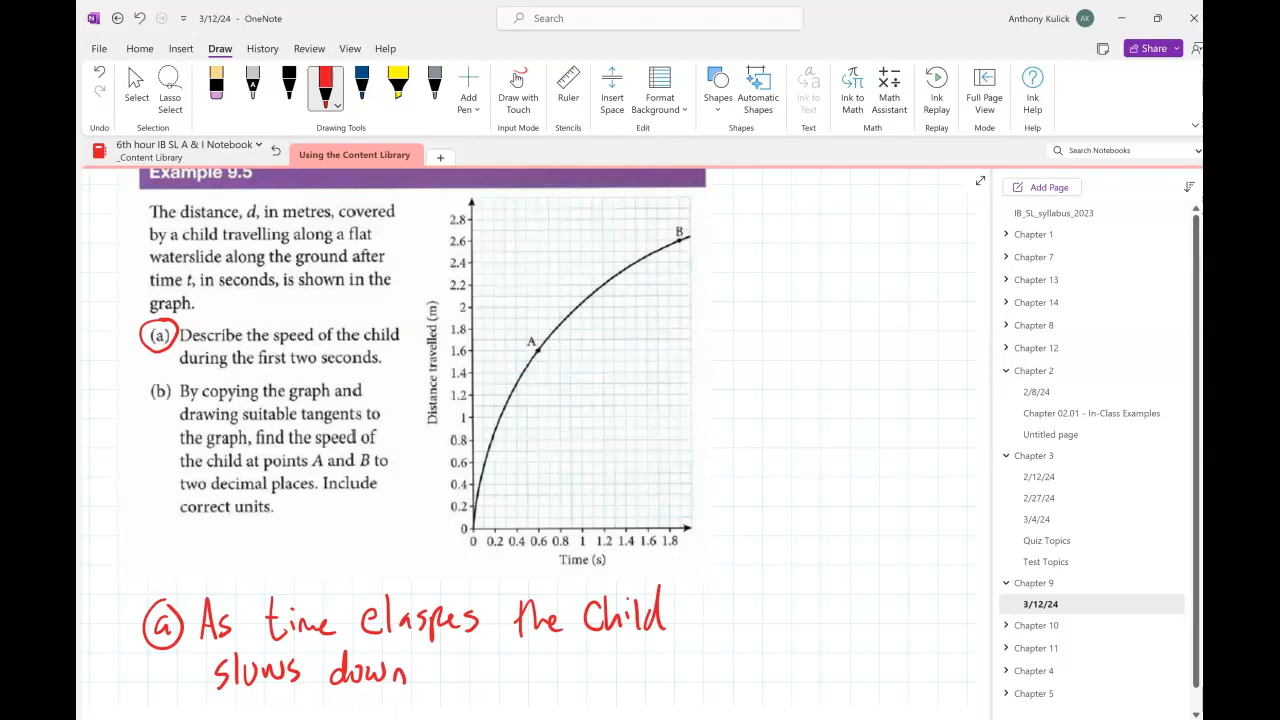 3/12/24 - OneNote
Search
Anthony Kulick
AK
File Home Insert Draw History Review View Help
Share
Select
Lasso Select
Add Pen
Draw with Touch
Ruler
Insert Space
Format Background
Shapes
Automatic Shapes
Ink to Text
Ink to Math
Math Assistant
Ink Replay
Full Page View
Ink Help
Undo
Selection
Drawing Tools
Input Mode
Stencils
Edit
Shapes
Text
Math
Replay
Mode
Help
6th hour IB SL A & I Notebook
_Content Library
Using the Content Library
Search Notebooks
Example 9.5
The distance, d, in metres, covered
by a child travelling along a flat
waterslide along the ground after
time t, in seconds, is shown in the
graph.
(a) Describe the speed of the child
during the first two seconds.
(b) By copying the graph and
drawing suitable tangents to
the graph, find the speed of
the child at points A and B to
two decimal places. Include
correct units.
Distance travelled (m)
2.8
2.6
2.4
2.2
2
1.8
1.6
1.4
1.2
1
0.8
0.6
0.4
0.2
0
A
B
0 0.2 0.4 0.6 0.8 1 1.2 1.4 1.6 1.8
Time (s)
(a) As time elaspes the child
slows down
Add Page
IB_SL_syllabus_2023
Chapter 1
Chapter 7
Chapter 13
Chapter 14
Chapter 8
Chapter 12
Chapter 2
2/8/24
Chapter 02.01 - In-Class Examples
Untitled page
Chapter 3
2/12/24
2/27/24
3/4/24
Quiz Topics
Test Topics
Chapter 9
3/12/24
Chapter 10
Chapter 11
Chapter 4
Chapter 5